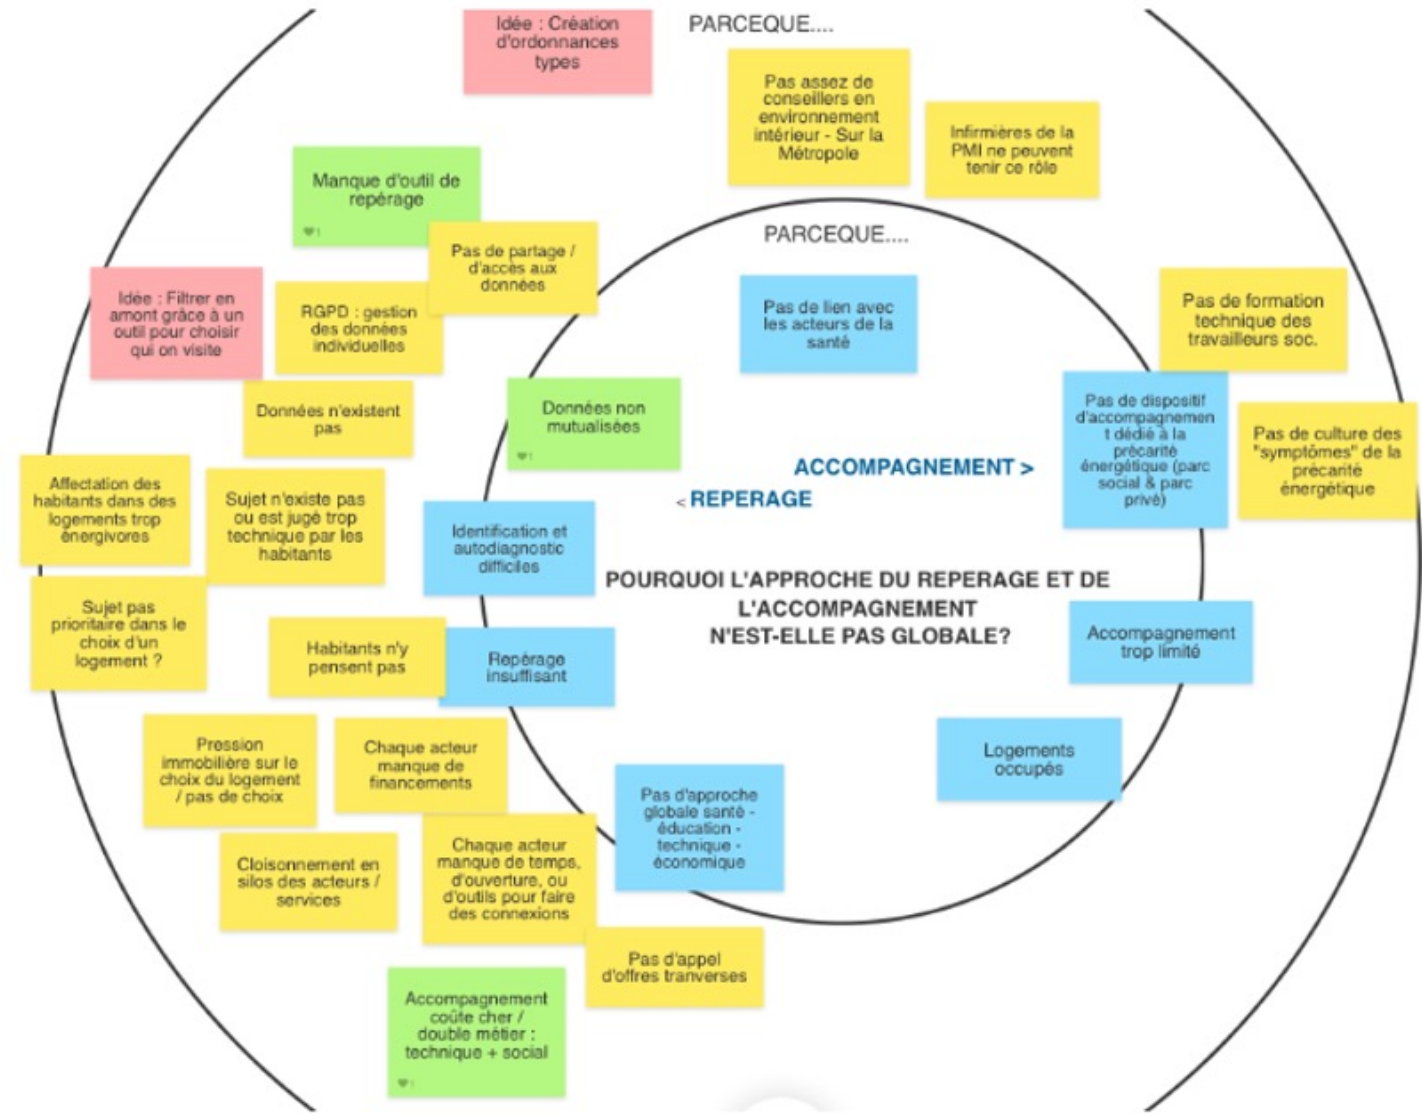 Idée : Création
d'ordonnances
types
PARCEQUE....
Pas assez de
conseillers en
environnement
intérieur - Sur la
Métropole
Infirmières de la
PMI ne peuvent
tenir ce rôle
Manque d'outil de
repérage
1
Pas de partage /
d'accès aux
données
PARCEQUE....
Idée : Filtrer en
amont grâce à un
outil pour choisir
qui on visite
RGPD : gestion
des données
individuelles
Pas de lien avec
les acteurs de la
santé
Pas de formation
technique des
travailleurs soc.
Données n'existent
pas
Données non
mutualisées
1
Pas de dispositif
d'accompagnemen
t dédié à la
précarité
énergétique (parc
social & parc
privé)
Pas de culture des
"symptômes" de la
précarité
énergétique
ACCOMPAGNEMENT >
< REPERAGE
Affectation des
habitants dans des
logements trop
énergivores
Sujet n'existe pas
ou est jugé trop
technique par les
habitants
Identification et
autodiagnostic
difficiles
POURQUOI L'APPROCHE DU REPERAGE ET DE
L'ACCOMPAGNEMENT
N'EST-ELLE PAS GLOBALE?
Sujet pas
prioritaire dans le
choix d'un
logement ?
Habitants n'y
pensent pas
Repérage
insuffisant
Accompagnement
trop limité
Pression
immobilière sur le
choix du logement
/ pas de choix
Chaque acteur
manque de
financements
Logements
occupés
Pas d'approche
globale santé -
éducation -
technique -
économique
Cloisonnement en
silos des acteurs /
services
Chaque acteur
manque de temps,
d'ouverture, ou
d'outils pour faire
des connexions
Pas d'appel
d'offres tranverses
Accompagnement
coûte cher /
double métier :
technique + social
1